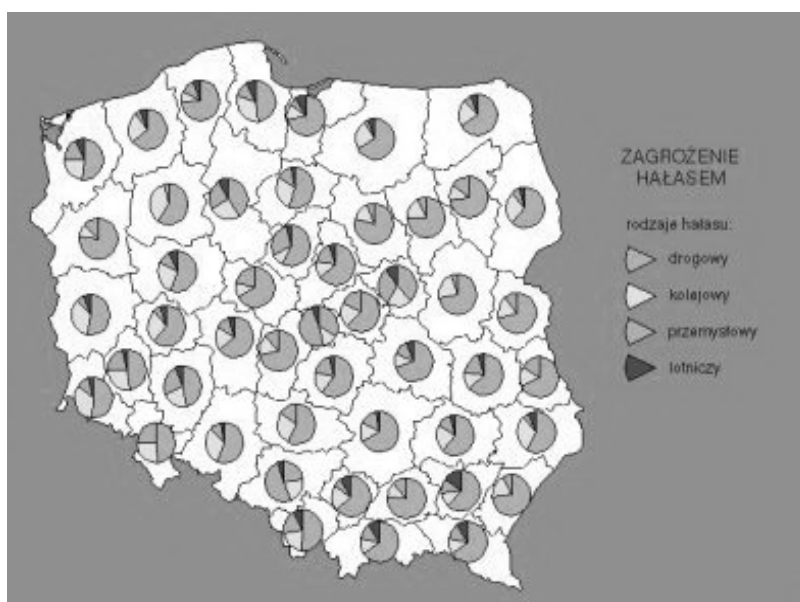 ZAGROŻENIE
HAŁASEM
rodzaje hałasu:
drogowy
kolejowy
przemysłowy
lotniczy